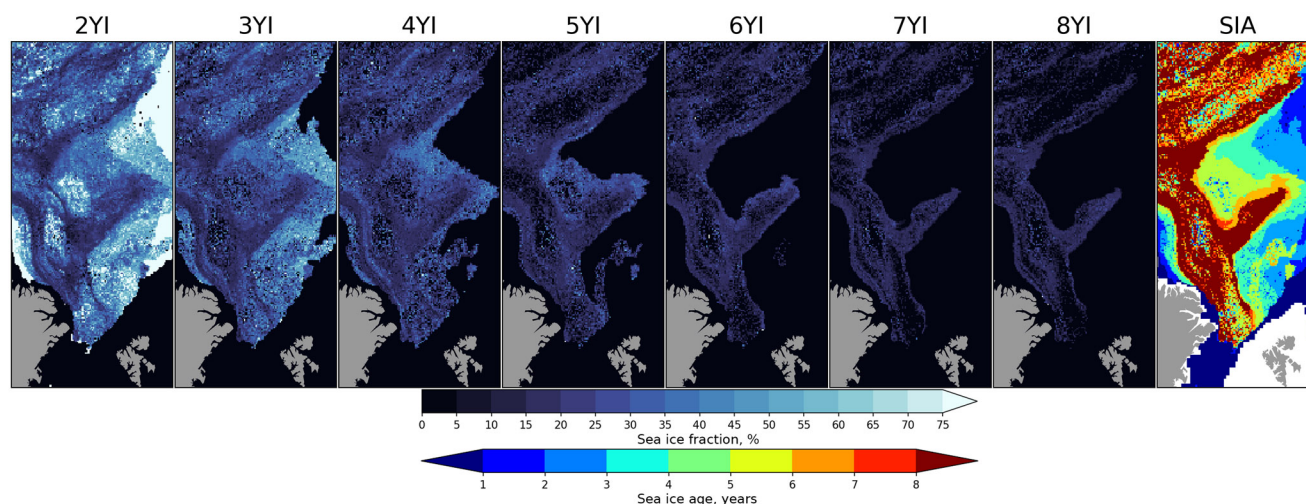 2YI 3YI 4YI 5YI 6YI 7YI 8YI SIA
0 5 10 15 20 25 30 35 40 45 50 55 60 65 70 75
Sea ice fraction, %
1 2 3 4 5 6 7 8
Sea ice age, years